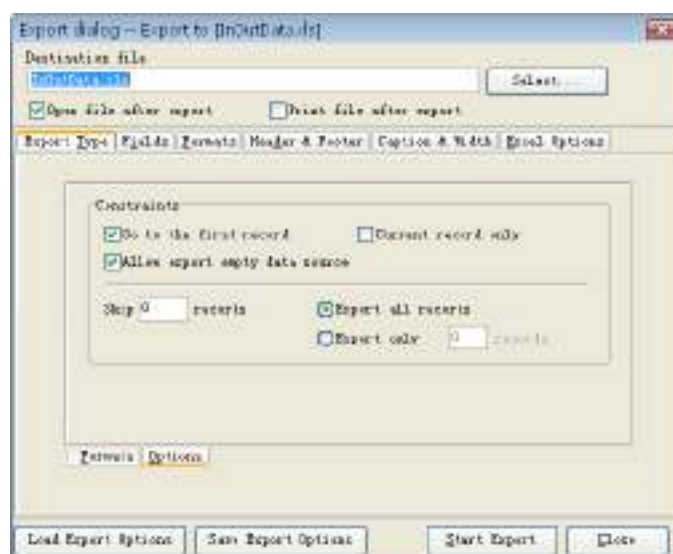 Export dialog -- Export to [InOutData.xls]
Destination file
InOutData.xls
Select...
Open file after export Print file after export
Export Type Fields Formats Header & Footer Caption & Width Excel Options
Constraints
Go to the first record Current record only
Allow export empty data source
Skip 0 records Export all records
Export only 0 records
Formats Options
Load Export Options Save Export Options Start Export Close